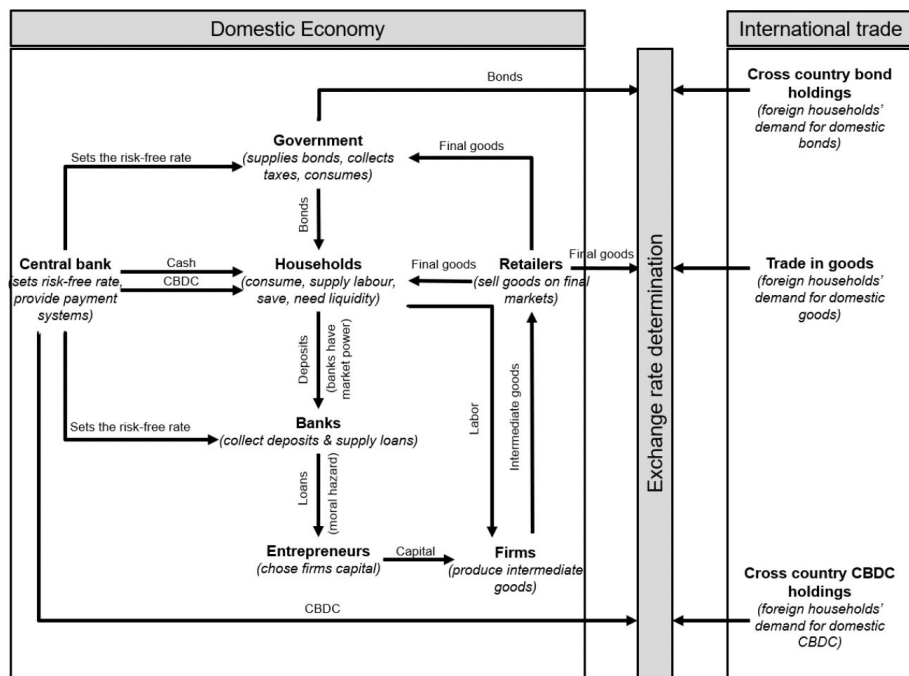 Domestic Economy
International trade
Bonds
Cross country bond
holdings
(foreign households'
demand for domestic
bonds)
Government
(supplies bonds, collects
taxes, consumes)
Sets the risk-free rate
Final goods
Bonds
Central bank
(sets risk-free rate,
provide payment
systems)
Cash
CBDC
Households
(consume, supply labour,
save, need liquidity)
Final goods
Retailers
(sell goods on final
markets)
Final goods
Exchange rate determination
Trade in goods
(foreign households'
demand for domestic
goods)
Deposits
(banks have
market power)
Labor
Intermediate goods
Sets the risk-free rate
Banks
(collect deposits & supply loans)
Loans
(moral hazard)
Entrepreneurs
(chose firms capital)
Capital
Firms
(produce intermediate
goods)
CBDC
Cross country CBDC
holdings
(foreign households'
demand for domestic
CBDC)